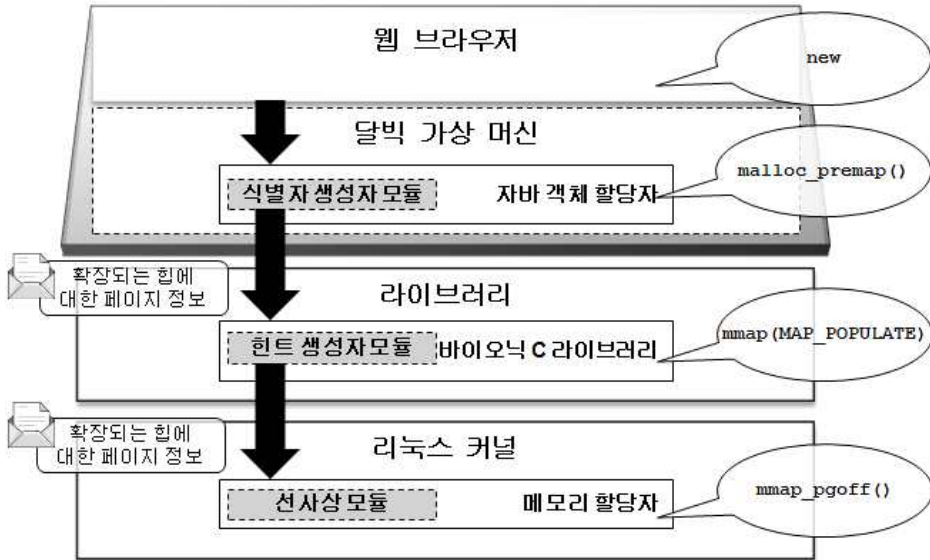 웹 브라우저
new
달빅 가상 머신
malloc_premap()
식별자 생성자 모듈
자바 객체 할당자
확장되는 힙에
대한 페이지 정보
라이브러리
mmap(MAP_POPULATE)
힌트 생성자 모듈
바이오닉 C 라이브러리
확장되는 힙에
대한 페이지 정보
리눅스 커널
mmap_pgoff()
선사상 모듈
메모리 할당자